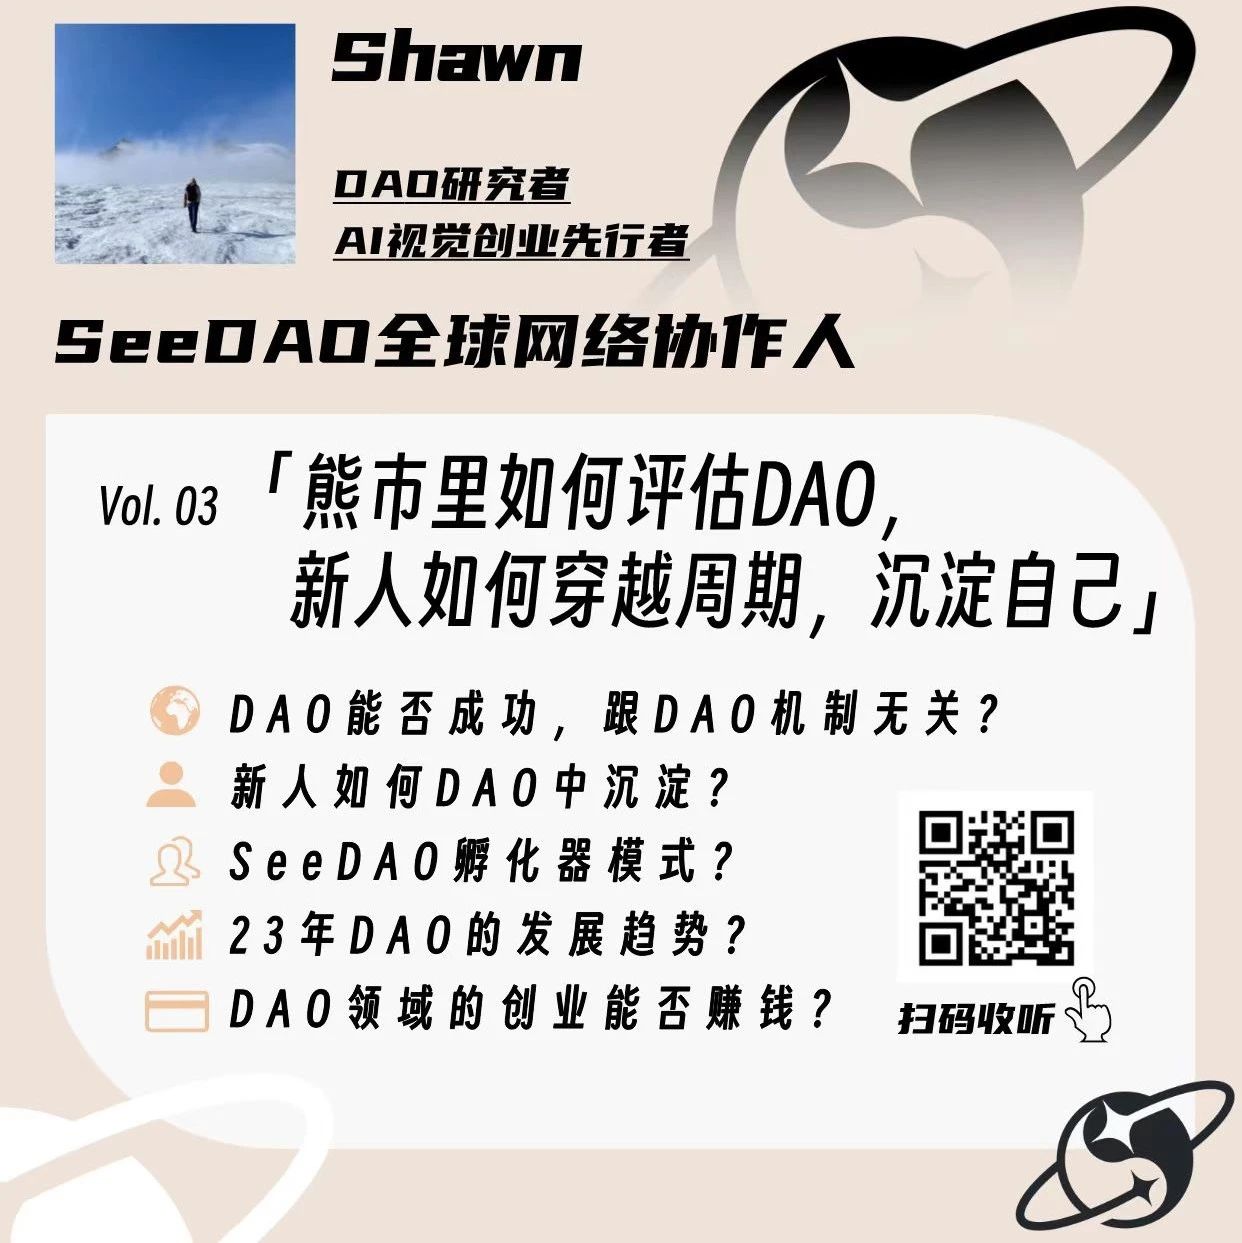 Shawn
DAO研究者
AI视觉创业先行者
SeeDAO全球网络协作人
Vol. 03 「熊市里如何评估DAO,
新人如何穿越周期,沉淀自己」
DAO能否成功,跟DAO机制无关?
新人如何DAO中沉淀?
SeeDAO孵化器模式?
23年DAO的发展趋势?
DAO领域的创业能否赚钱?
扫码收听